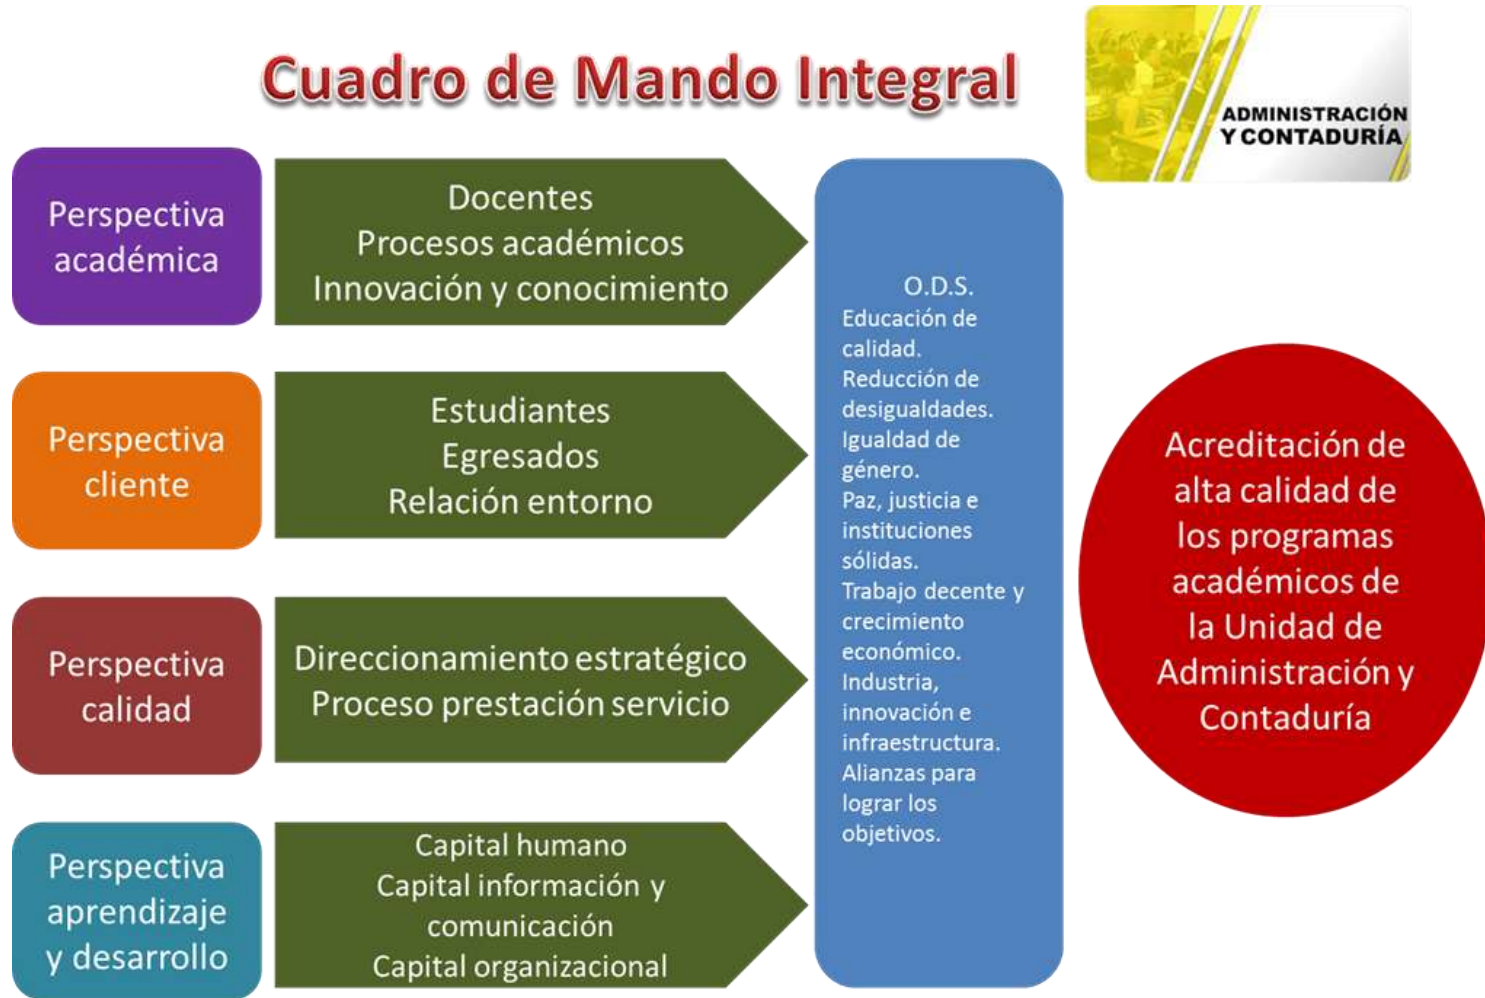 Cuadro de Mando Integral
ADMINISTRACIÓN
Y CONTADURÍA
Perspectiva
académica
Docentes
Procesos académicos
Innovación y conocimiento
Perspectiva
cliente
Estudiantes
Egresados
Relación entorno
Perspectiva
calidad
Direccionamiento estratégico
Proceso prestación servicio
Perspectiva
aprendizaje
y desarrollo
Capital humano
Capital información y
comunicación
Capital organizacional
O.D.S.
Educación de
calidad.
Reducción de
desigualdades.
Igualdad de
género.
Paz, justicia e
instituciones
sólidas.
Trabajo decente y
crecimiento
económico.
Industria,
innovación e
infraestructura.
Alianzas para
lograr los
objetivos.
Acreditación de
alta calidad de
los programas
académicos de
la Unidad de
Administración y
Contaduría